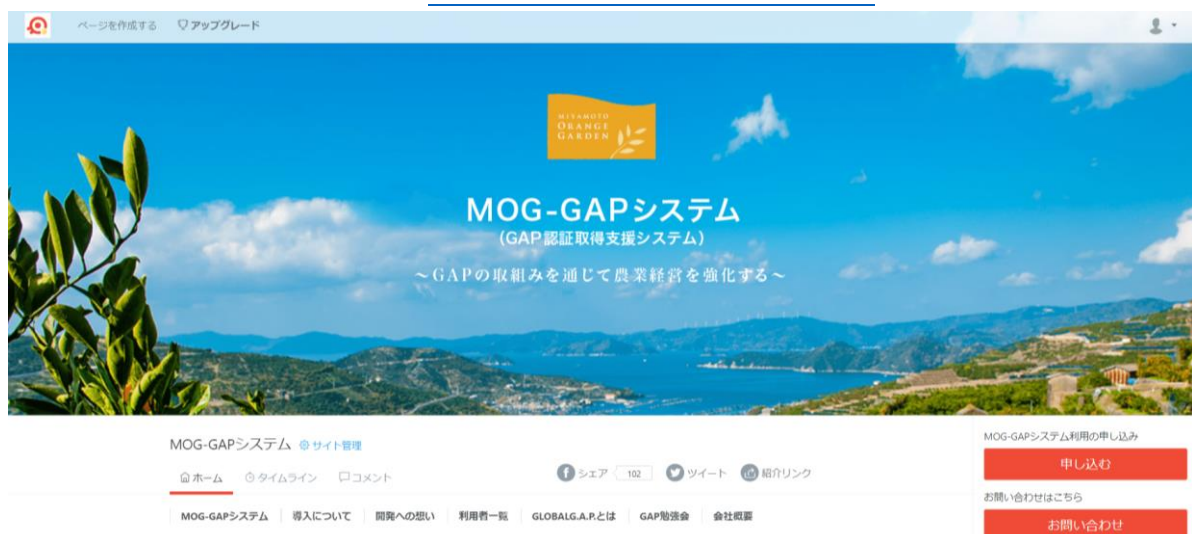 ページを作成する
アップグレード
MIYAMOTO
ORANGE
GARDEN
MOG-GAPシステム
(GAP認証取得支援システム)
～GAPの取組みを通じて農業経営を強化する～
MOG-GAPシステム サイト管理
ホーム タイムライン コメント
シェア 102 ツイート 紹介リンク
MOG-GAPシステム 導入について 開発への想い 利用者一覧 GLOBALG.A.P.とは GAP勉強会 会社概要
MOG-GAPシステム利用の申し込み
申し込む
お問い合わせはこちら
お問い合わせ